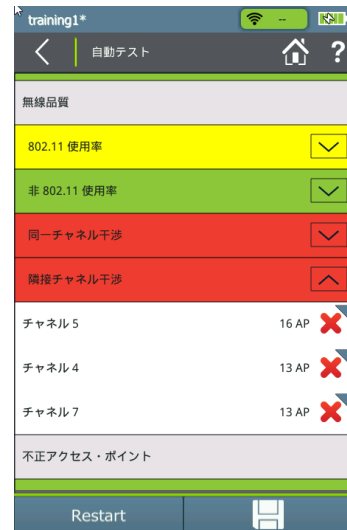 training1*
--
自動テスト
?
無線品質
802.11 使用率
非 802.11 使用率
同一チャネル干渉
隣接チャネル干渉
チャネル 5 16 AP
チャネル 4 13 AP
チャネル 7 13 AP
不正アクセス・ポイント
Restart